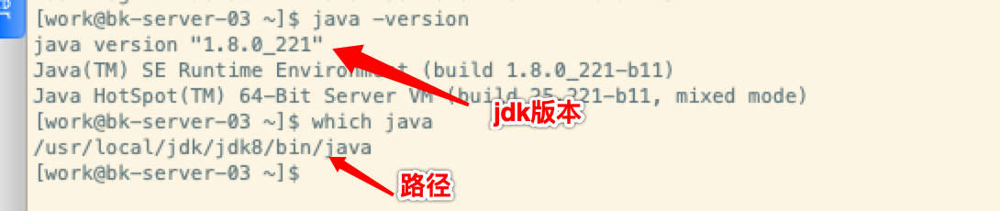 [work@bk-server-03 ~]$ java -version
java version "1.8.0_221"
Java(TM) SE Runtime Environment (build 1.8.0_221-b11)
Java HotSpot(TM) 64-Bit Server VM (build 25.221-b11, mixed mode)
jdk版本
[work@bk-server-03 ~]$ which java
/usr/local/jdk/jdk8/bin/java
[work@bk-server-03 ~]$
路径